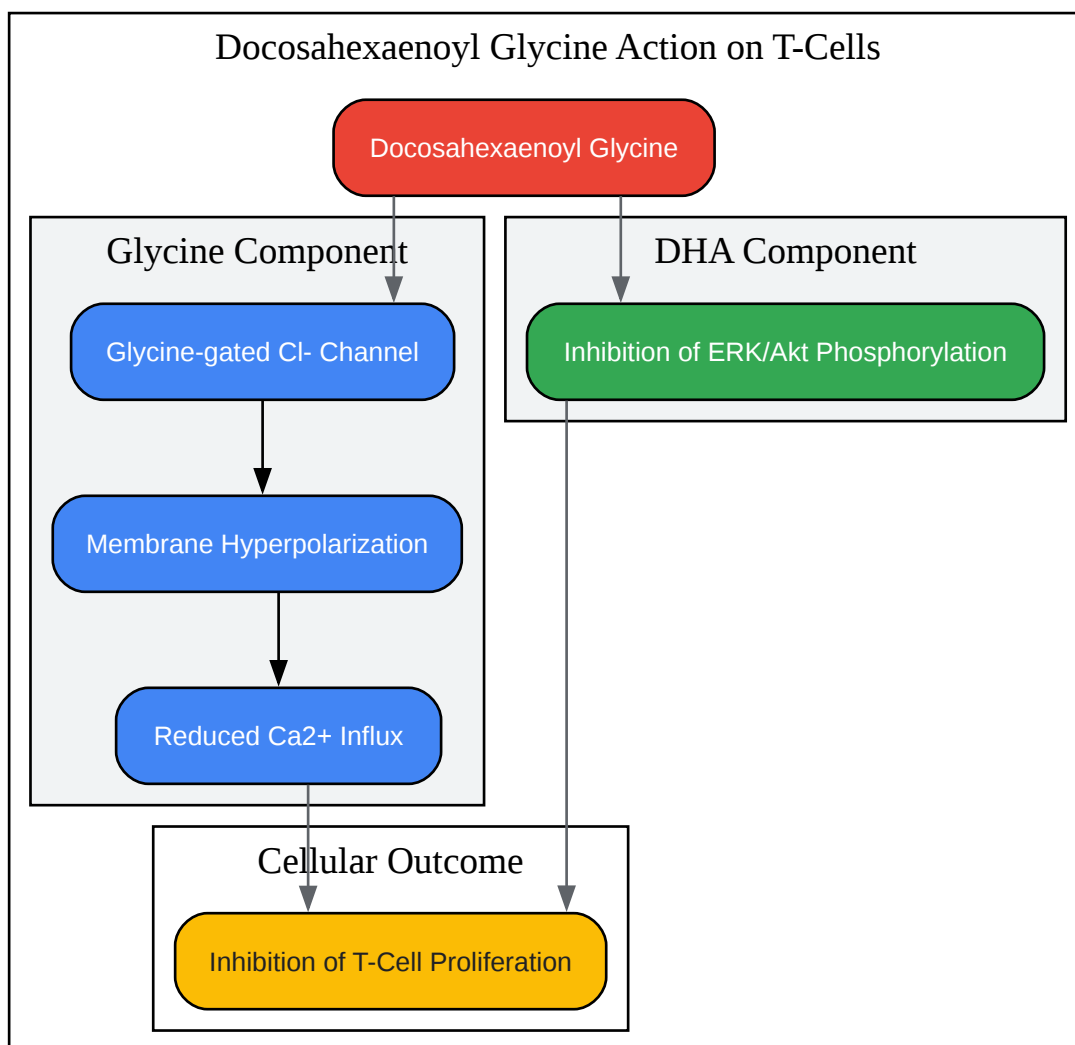 Docosahexaenoyl Glycine Action on T-Cells
Docosahexaenoyl Glycine
Glycine Component
Glycine-gated Cl- Channel
Membrane Hyperpolarization
Reduced Ca2+ Influx
DHA Component
Inhibition of ERK/Akt Phosphorylation
Cellular Outcome
Inhibition of T-Cell Proliferation